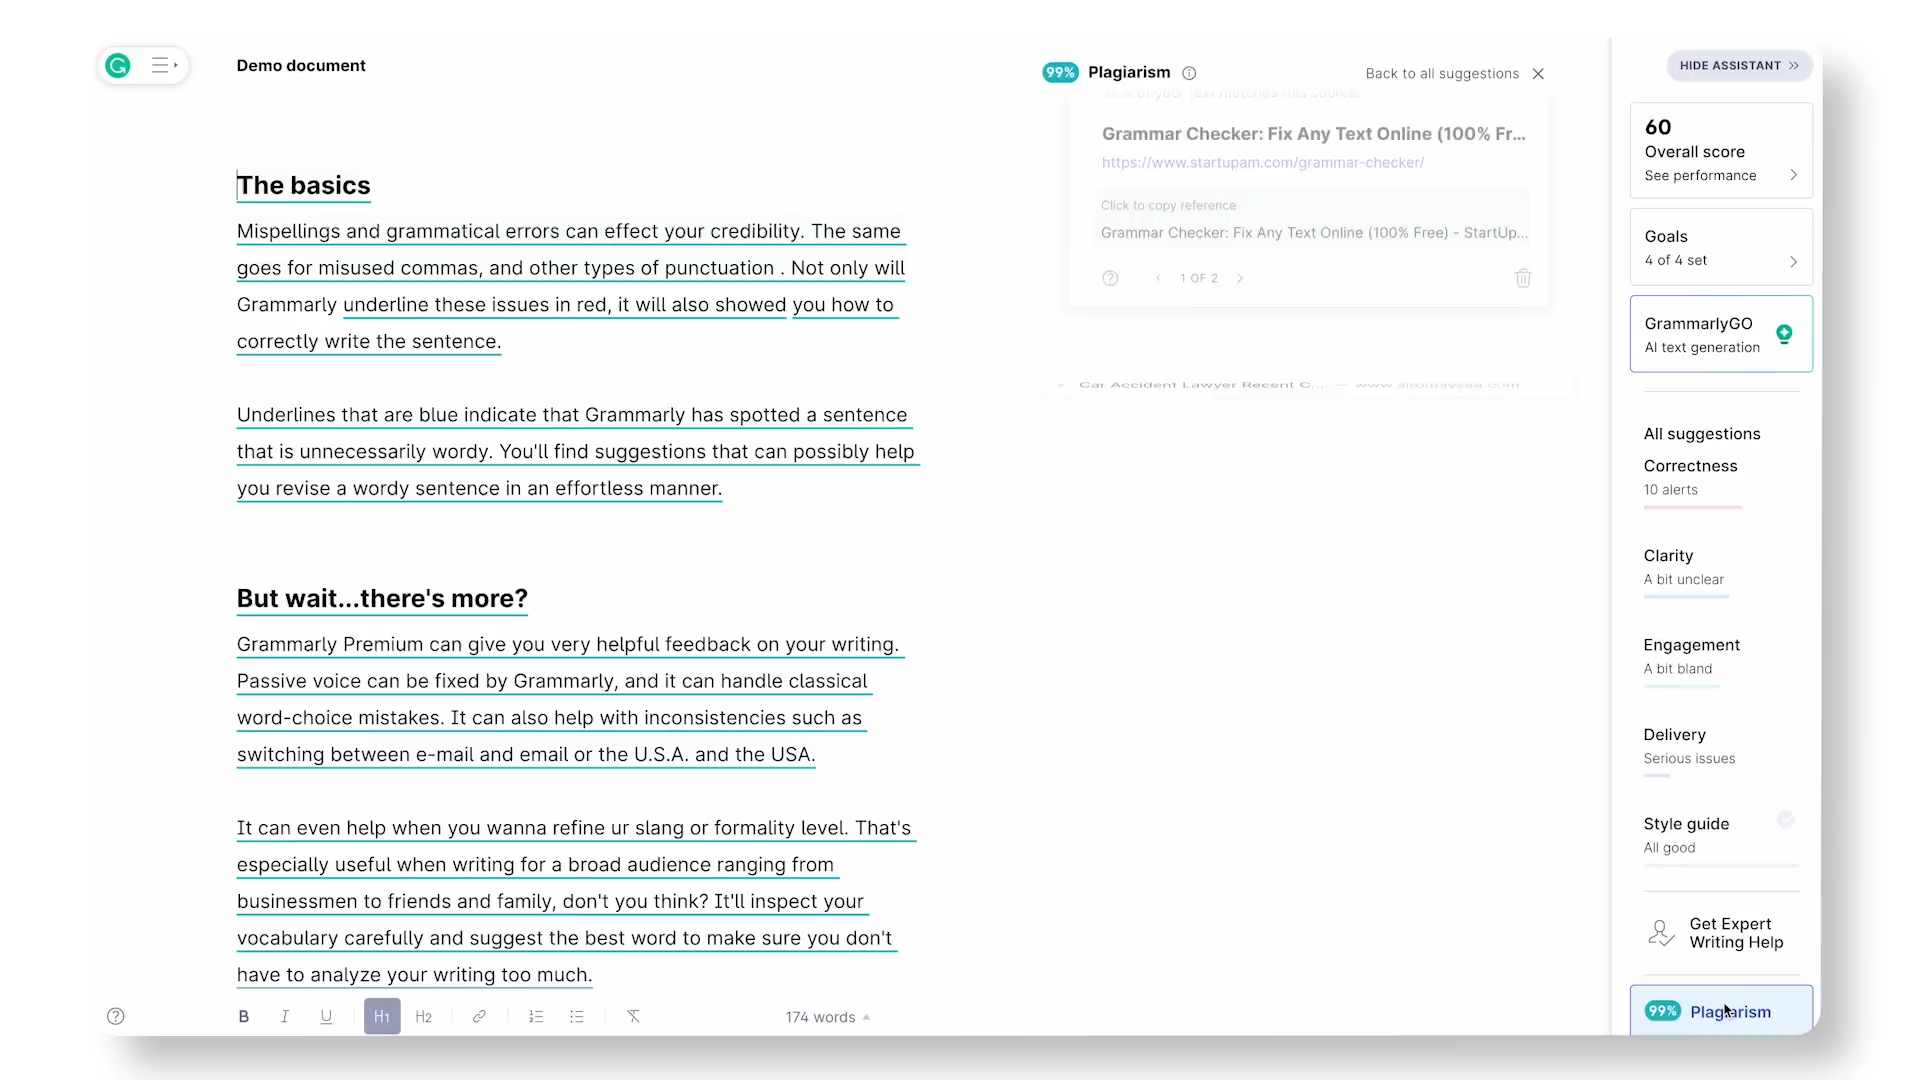 Demo document
The basics
Mispellings and grammatical errors can effect your credibility. The same
goes for misused commas, and other types of punctuation . Not only will
Grammarly underline these issues in red, it will also showed you how to
correctly write the sentence.
Underlines that are blue indicate that Grammarly has spotted a sentence
that is unnecessarily wordy. You'll find suggestions that can possibly help
you revise a wordy sentence in an effortless manner.
But wait...there's more?
Grammarly Premium can give you very helpful feedback on your writing.
Passive voice can be fixed by Grammarly, and it can handle classical
word-choice mistakes. It can also help with inconsistencies such as
switching between e-mail and email or the U.S.A. and the USA.
It can even help when you wanna refine ur slang or formality level. That's
especially useful when writing for a broad audience ranging from
businessmen to friends and family, don't you think? It'll inspect your
vocabulary carefully and suggest the best word to make sure you don't
have to analyze your writing too much.
B I U H1 H2
174 words
99% Plagiarism
Back to all suggestions
of your text matches this source.
Grammar Checker: Fix Any Text Online (100% Fr...
https://www.startupam.com/grammar-checker/
Click to copy reference
Grammar Checker: Fix Any Text Online (100% Free) - StartUp...
1 OF 2
Car Accident Lawyer Recent C... —
HIDE ASSISTANT
60
Overall score
See performance
Goals
4 of 4 set
GrammarlyGO
AI text generation
All suggestions
Correctness
10 alerts
Clarity
A bit unclear
Engagement
A bit bland
Delivery
Serious issues
Style guide
All good
Get Expert
Writing Help
99% Plagiarism